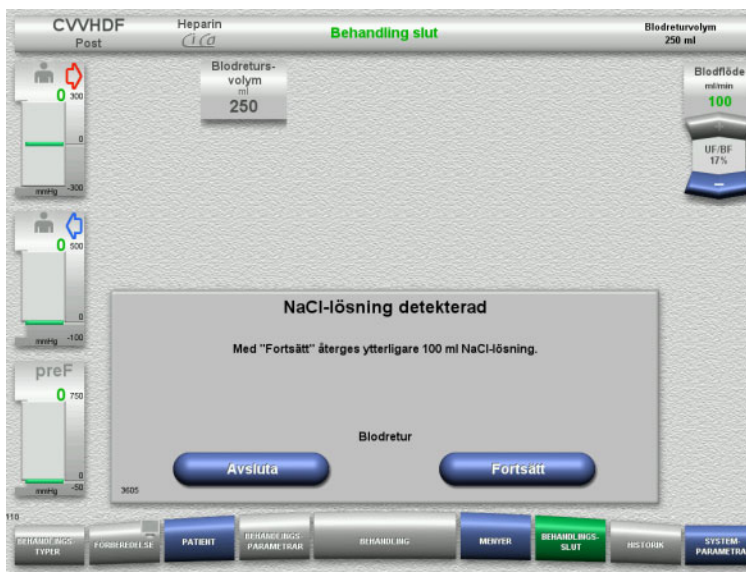 CVVHDF
Post
Heparin
CiCa
Behandling slut
Blodreturvolym
250 ml
0
300
0
-300
mmHg
Blodreturs-
volym
ml
250
Blodflöde
ml/min
100
+
UF/BF
17%
–
0
500
0
-100
mmHg
preF
0
750
0
-50
mmHg
NaCl-lösning detekterad
Med "Fortsätt" återges ytterligare 100 ml NaCl-lösning.
Blodretur
Avsluta
Fortsätt
3605
116
BEHANDLINGS-
TYPER
FORBEREDELSE
PATIENT
BEHANDLINGS-
PARAMETRAR
BEHANDLING
MENYER
BEHANDLINGS-
SLUT
HISTORIK
SYSTEM-
PARAMETRA